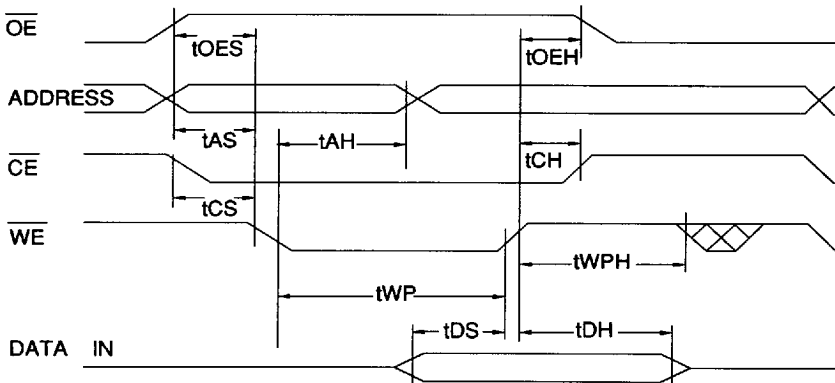 OE
tOES
tOEH
ADDRESS
tAS
tAH
tCH
CE
tCS
WE
tWPH
tWP
tDS
tDH
DATA IN